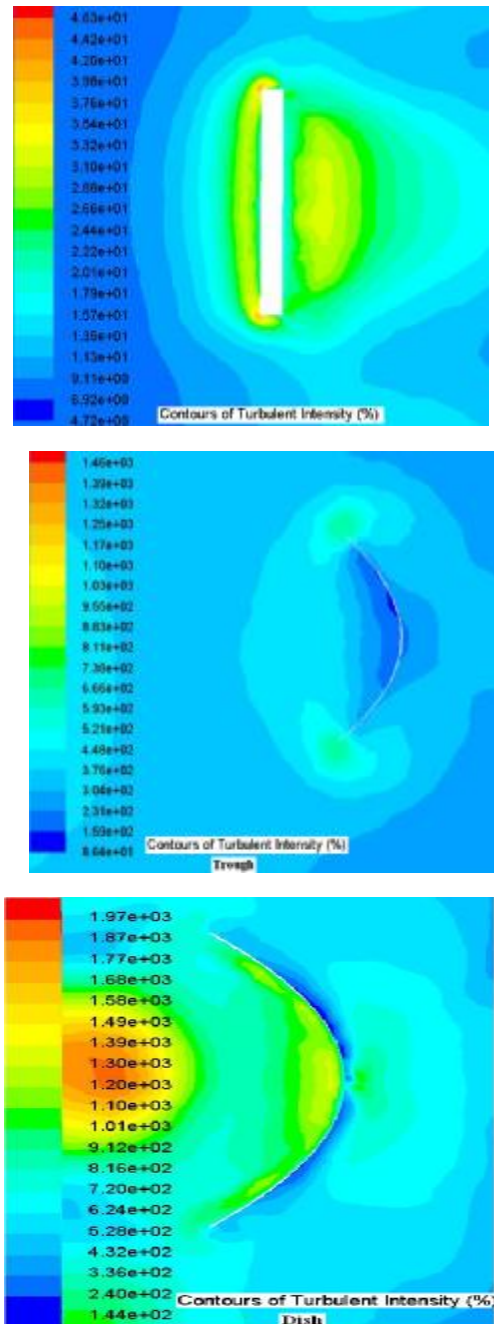 4.63e+01
4.42e+01
4.20e+01
3.98e+01
3.76e+01
3.54e+01
3.32e+01
3.10e+01
2.88e+01
2.66e+01
2.44e+01
2.22e+01
2.01e+01
1.79e+01
1.57e+01
1.35e+01
1.13e+01
9.11e+00
6.92e+00
4.72e+00
Contours of Turbulent Intensity (%)
1.46e+03
1.39e+03
1.32e+03
1.25e+03
1.17e+03
1.10e+03
1.03e+03
9.55e+02
8.83e+02
8.11e+02
7.38e+02
6.66e+02
5.93e+02
5.21e+02
4.48e+02
3.76e+02
3.04e+02
2.31e+02
1.59e+02
8.64e+01
Contours of Turbulent Intensity (%)
Trough
1.97e+03
1.87e+03
1.77e+03
1.68e+03
1.58e+03
1.49e+03
1.39e+03
1.30e+03
1.20e+03
1.10e+03
1.01e+03
9.12e+02
8.16e+02
7.20e+02
6.24e+02
5.28e+02
4.32e+02
3.36e+02
2.40e+02
1.44e+02
Contours of Turbulent Intensity (%)
Dish